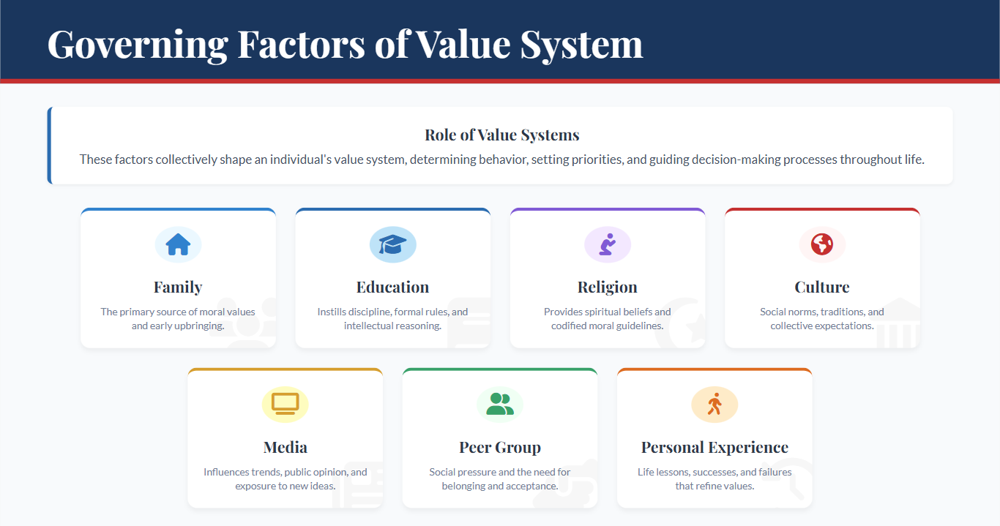 Governing Factors of Value System
Role of Value Systems
These factors collectively shape an individual's value system, determining behavior, setting priorities, and guiding decision-making processes throughout life.
Family
The primary source of moral values
and early upbringing.
Education
Instills discipline, formal rules, and
intellectual reasoning.
Religion
Provides spiritual beliefs and
codified moral guidelines.
Culture
Social norms, traditions, and
collective expectations.
Media
Influences trends, public opinion, and
exposure to new ideas.
Peer Group
Social pressure and the need for
belonging and acceptance.
Personal Experience
Life lessons, successes, and failures
that refine values.